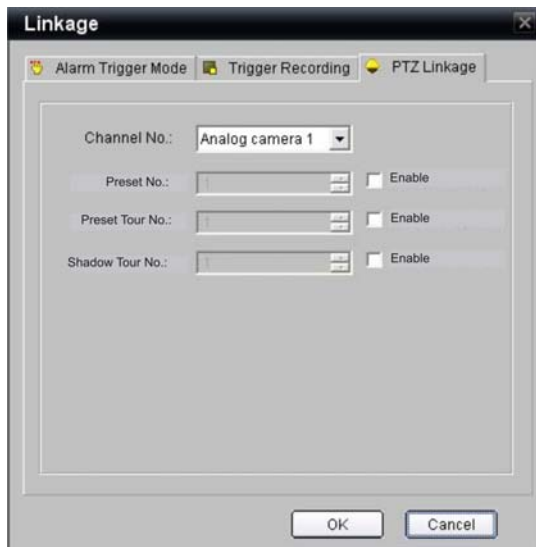 Linkage
Alarm Trigger Mode Trigger Recording PTZ Linkage
Channel No.: Analog camera 1
Preset No.: 1 Enable
Preset Tour No.: 1 Enable
Shadow Tour No.: 1 Enable
OK Cancel